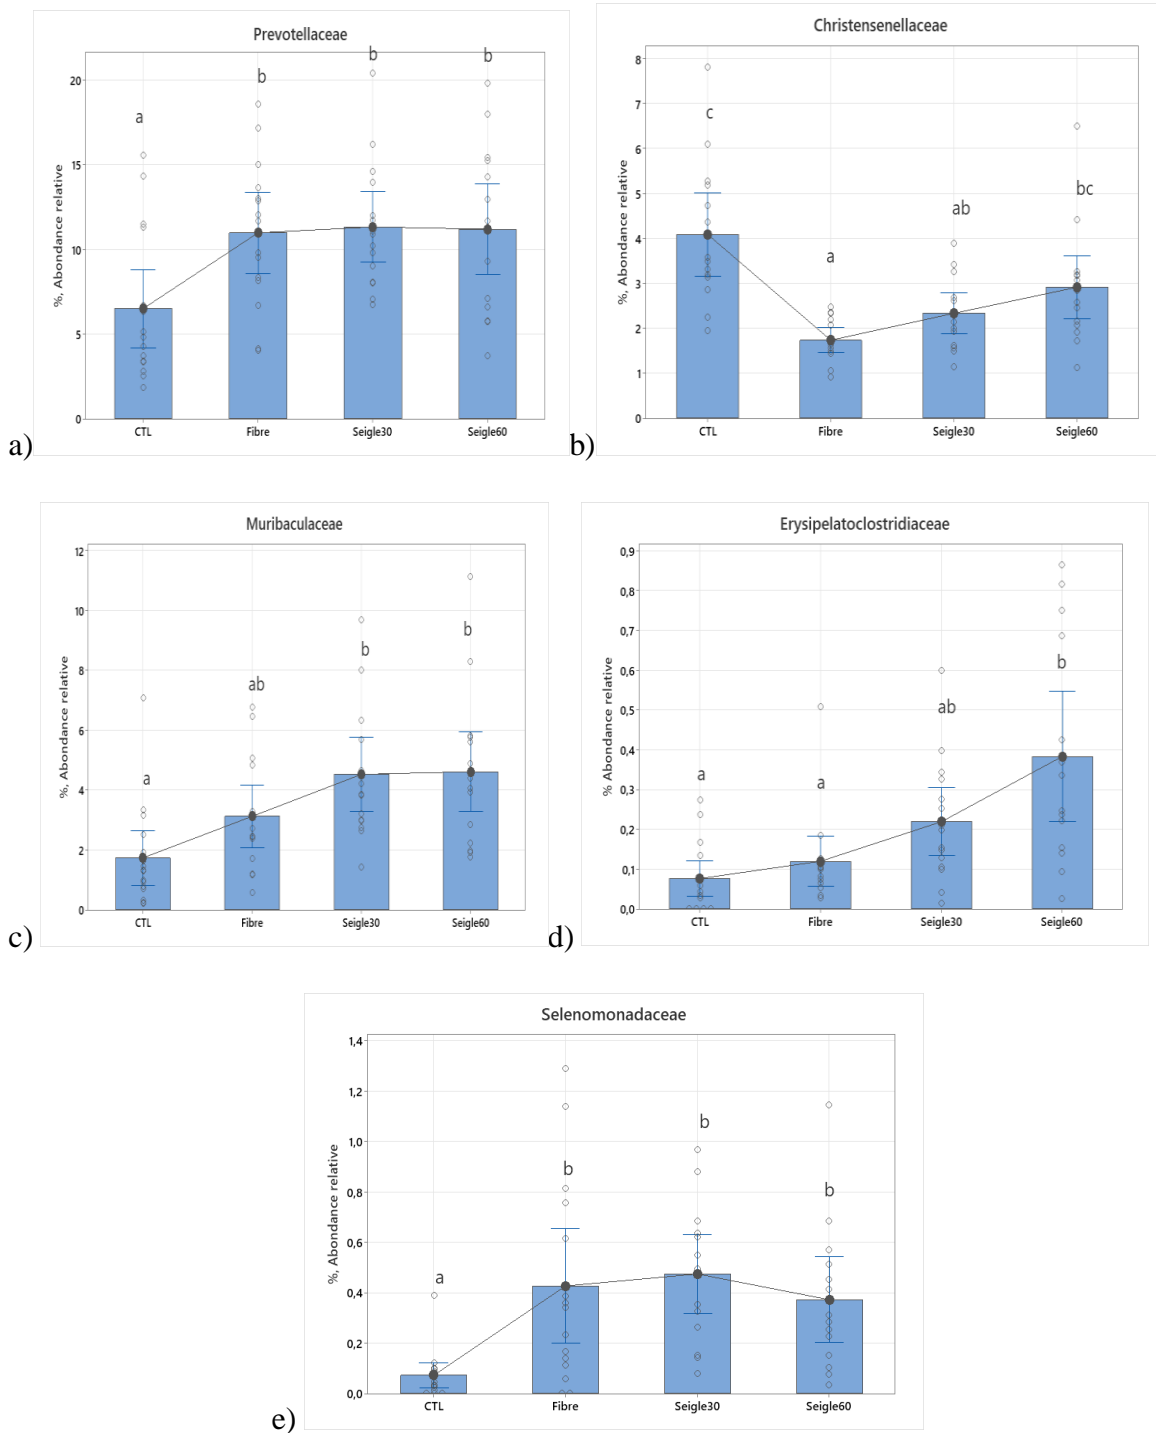 Prevotellaceae
%, Abondance relative
20
15
10
5
0
a
b
b
b
CTL Fibre Seigle30 Seigle60
a)
Christensenellaceae
%, Abondance relative
8
7
6
5
4
3
2
1
0
c
a
ab
bc
CTL Fibre Seigle30 Seigle60
b)
Muribaculaceae
%, Abondance relative
12
10
8
6
4
2
0
a
ab
b
b
CTL Fibre Seigle30 Seigle60
c)
Erysipelatoclostridiaceae
% Abondance relative
0,9
0,8
0,7
0,6
0,5
0,4
0,3
0,2
0,1
0,0
a
a
ab
b
CTL Fibre Seigle30 Seigle60
d)
Selenomonadaceae
%, Abondance relative
1,4
1,2
1,0
0,8
0,6
0,4
0,2
0,0
a
b
b
b
CTL Fibre Seigle30 Seigle60
e)